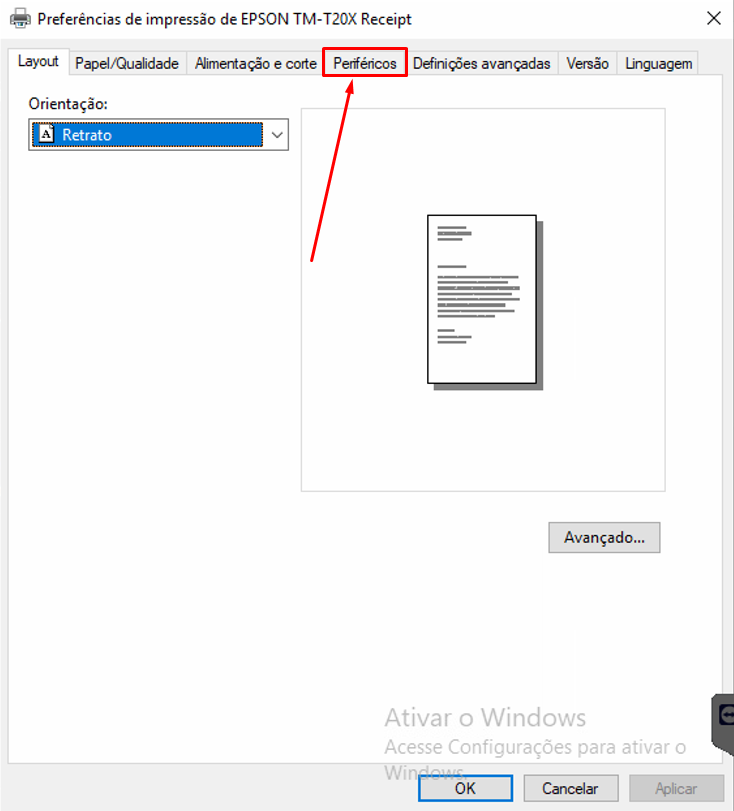 Preferências de impressão de EPSON TM-T20X Receipt
Layout Papel/Qualidade Alimentação e corte Periféricos Definições avançadas Versão Linguagem
Orientação:
A Retrato
Avançado...
Ativar o Windows
Acesse Configurações para ativar o
Windows.
OK Cancelar Aplicar